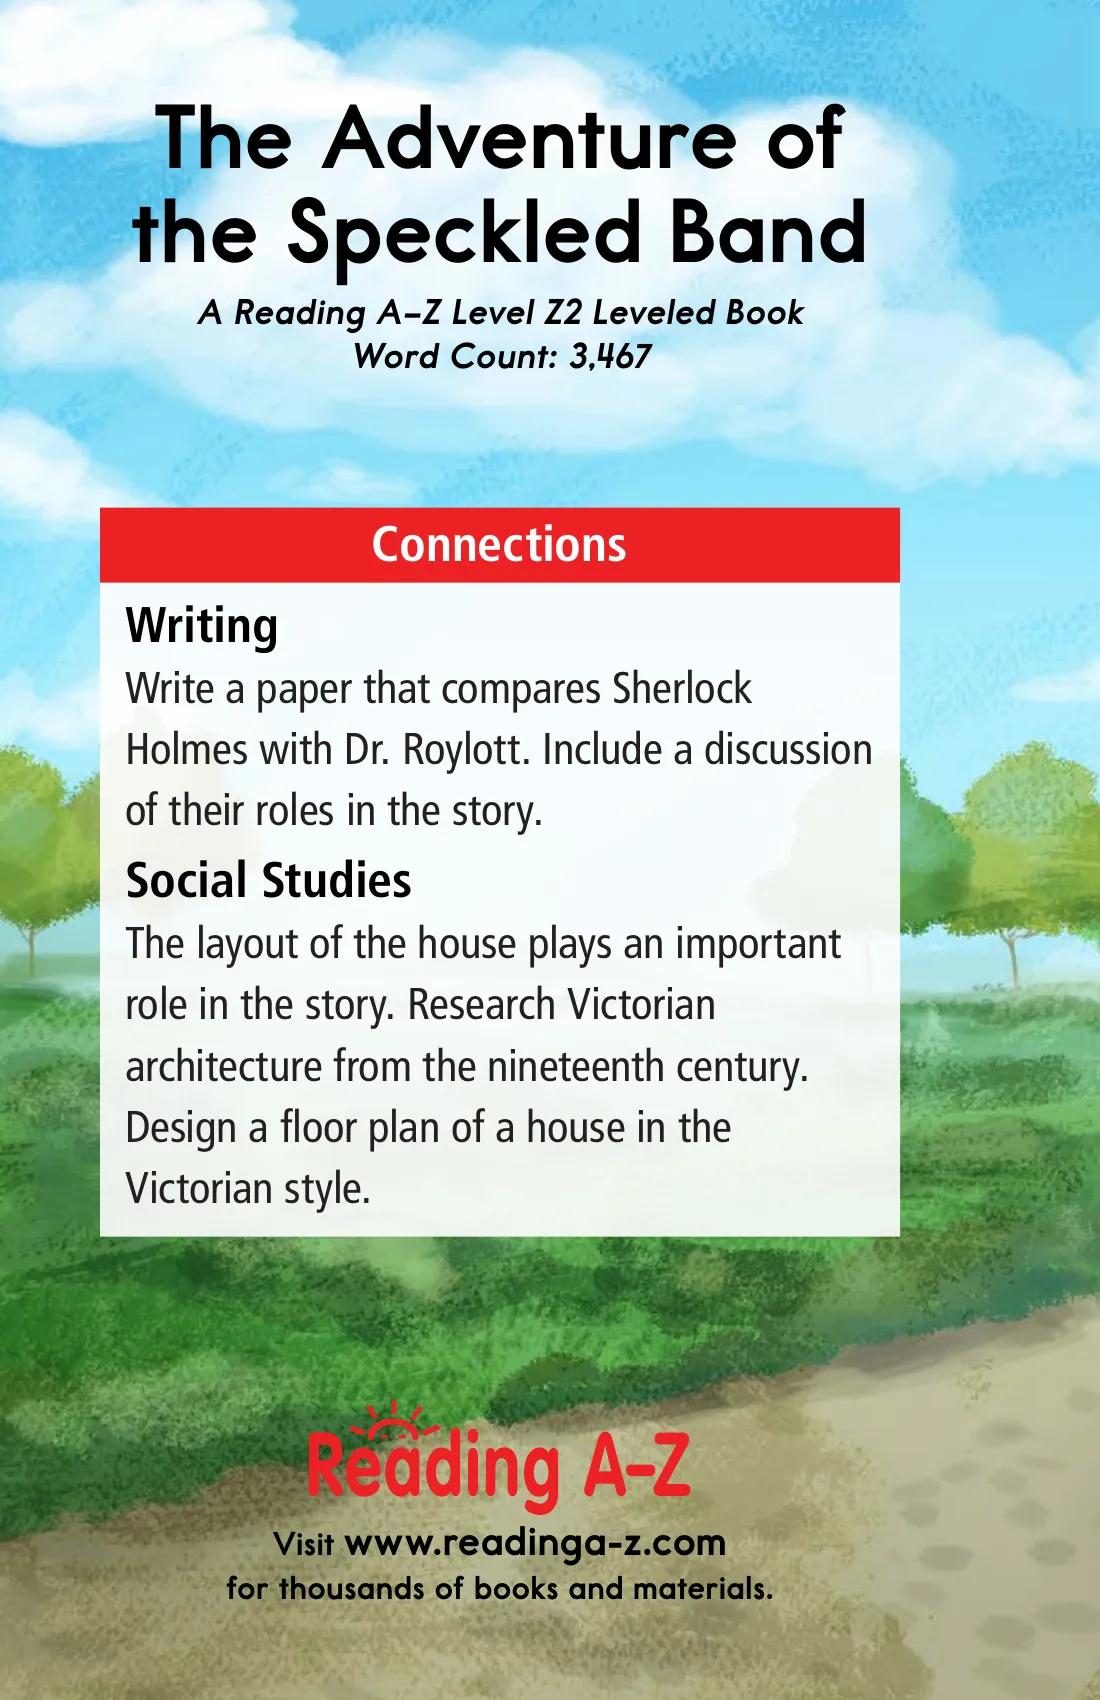 The Adventure of
the Speckled Band
A Reading A–Z Level Z2 Leveled Book
Word Count: 3,467
Connections
Writing
Write a paper that compares Sherlock
Holmes with Dr. Roylott. Include a discussion
of their roles in the story.
Social Studies
The layout of the house plays an important
role in the story. Research Victorian
architecture from the nineteenth century.
Design a floor plan of a house in the
Victorian style.
Reading A–Z
Visit www.readinga-z.com
for thousands of books and materials.